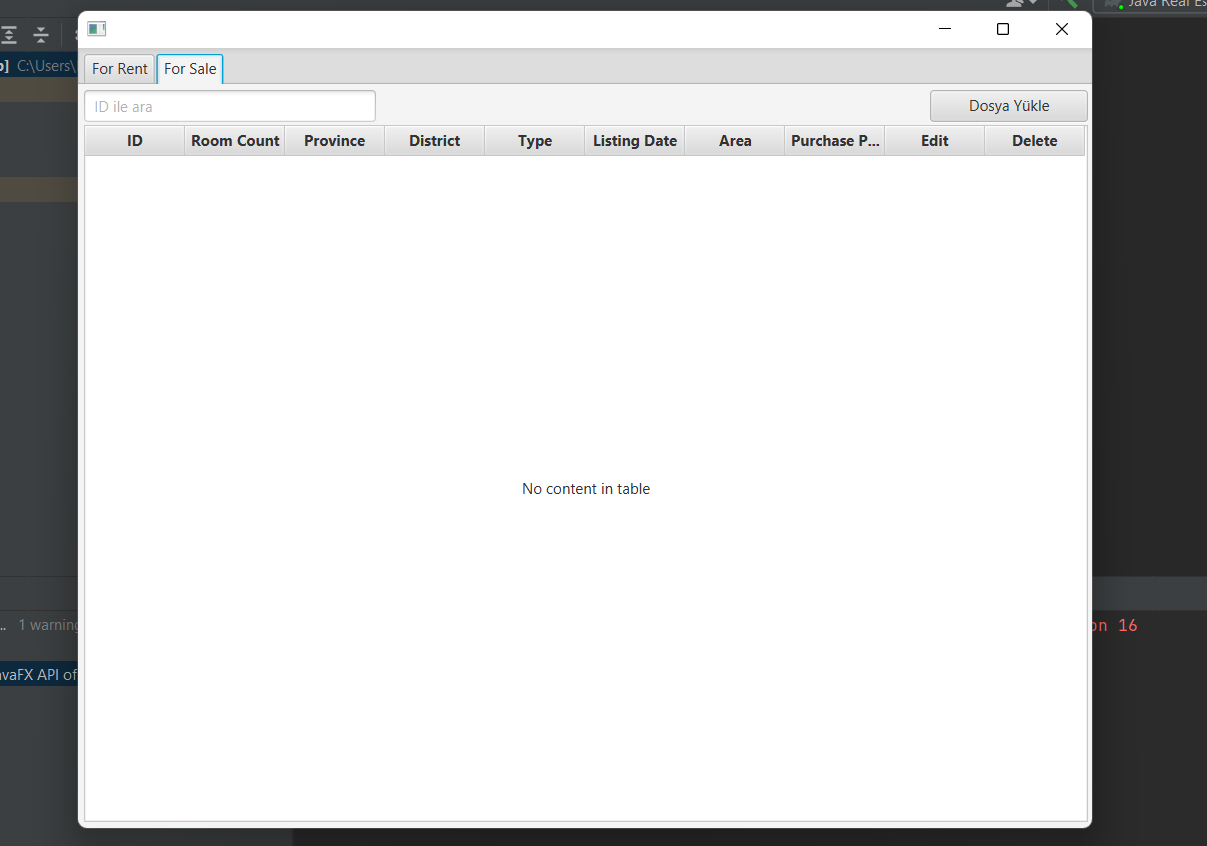 Java Real Es
C:\Users\
For Rent For Sale
ID ile ara Dosya Yükle
ID Room Count Province District Type Listing Date Area Purchase P... Edit Delete
No content in table
.. 1 warning on 16
avaFX API of